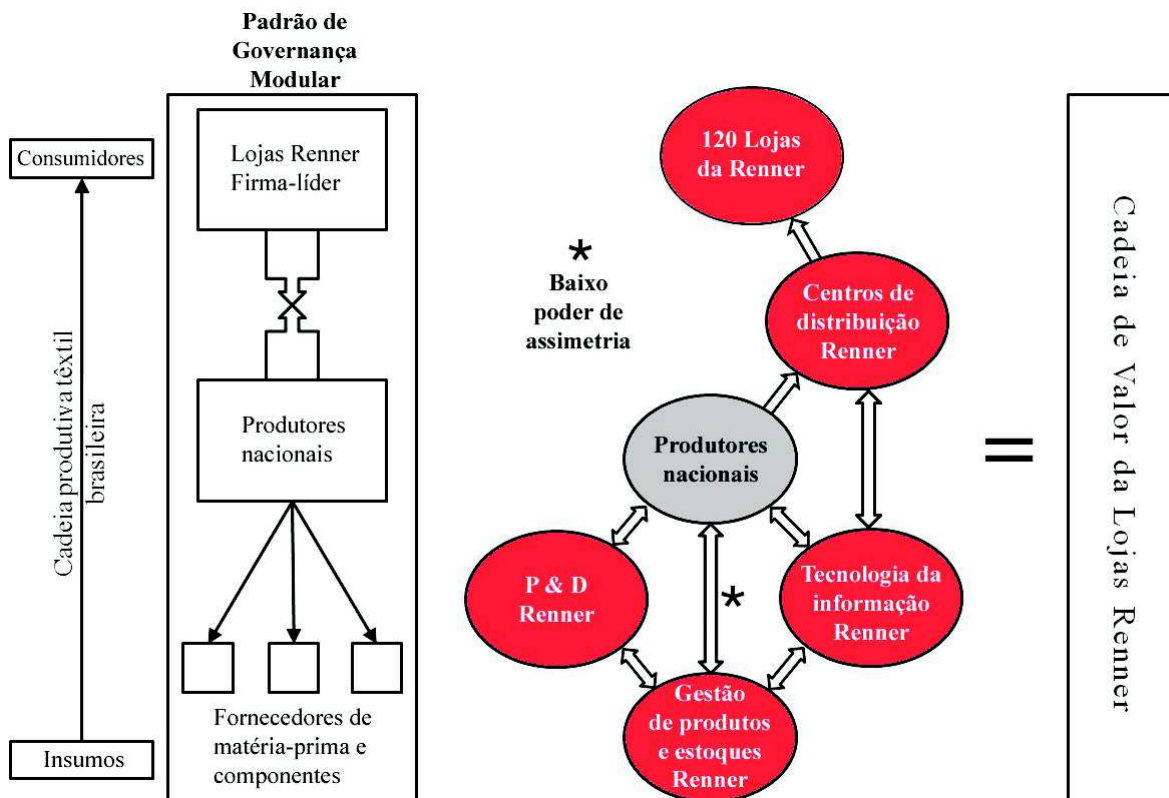 Padrão de
Governança
Modular
Consumidores
Cadeia produtiva têxtil
brasileira
Insumos
Lojas Renner
Firma-líder
Produtores
nacionais
Fornecedores de
matéria-prima e
componentes
*
Baixo
poder de
assimetria
120 Lojas
da Renner
Centros de
distribuição
Renner
Produtores
nacionais
P & D
Renner
*
Tecnologia da
informação
Renner
Gestão
de produtos
e estoques
Renner
=
Cadeia de Valor da Lojas Renner